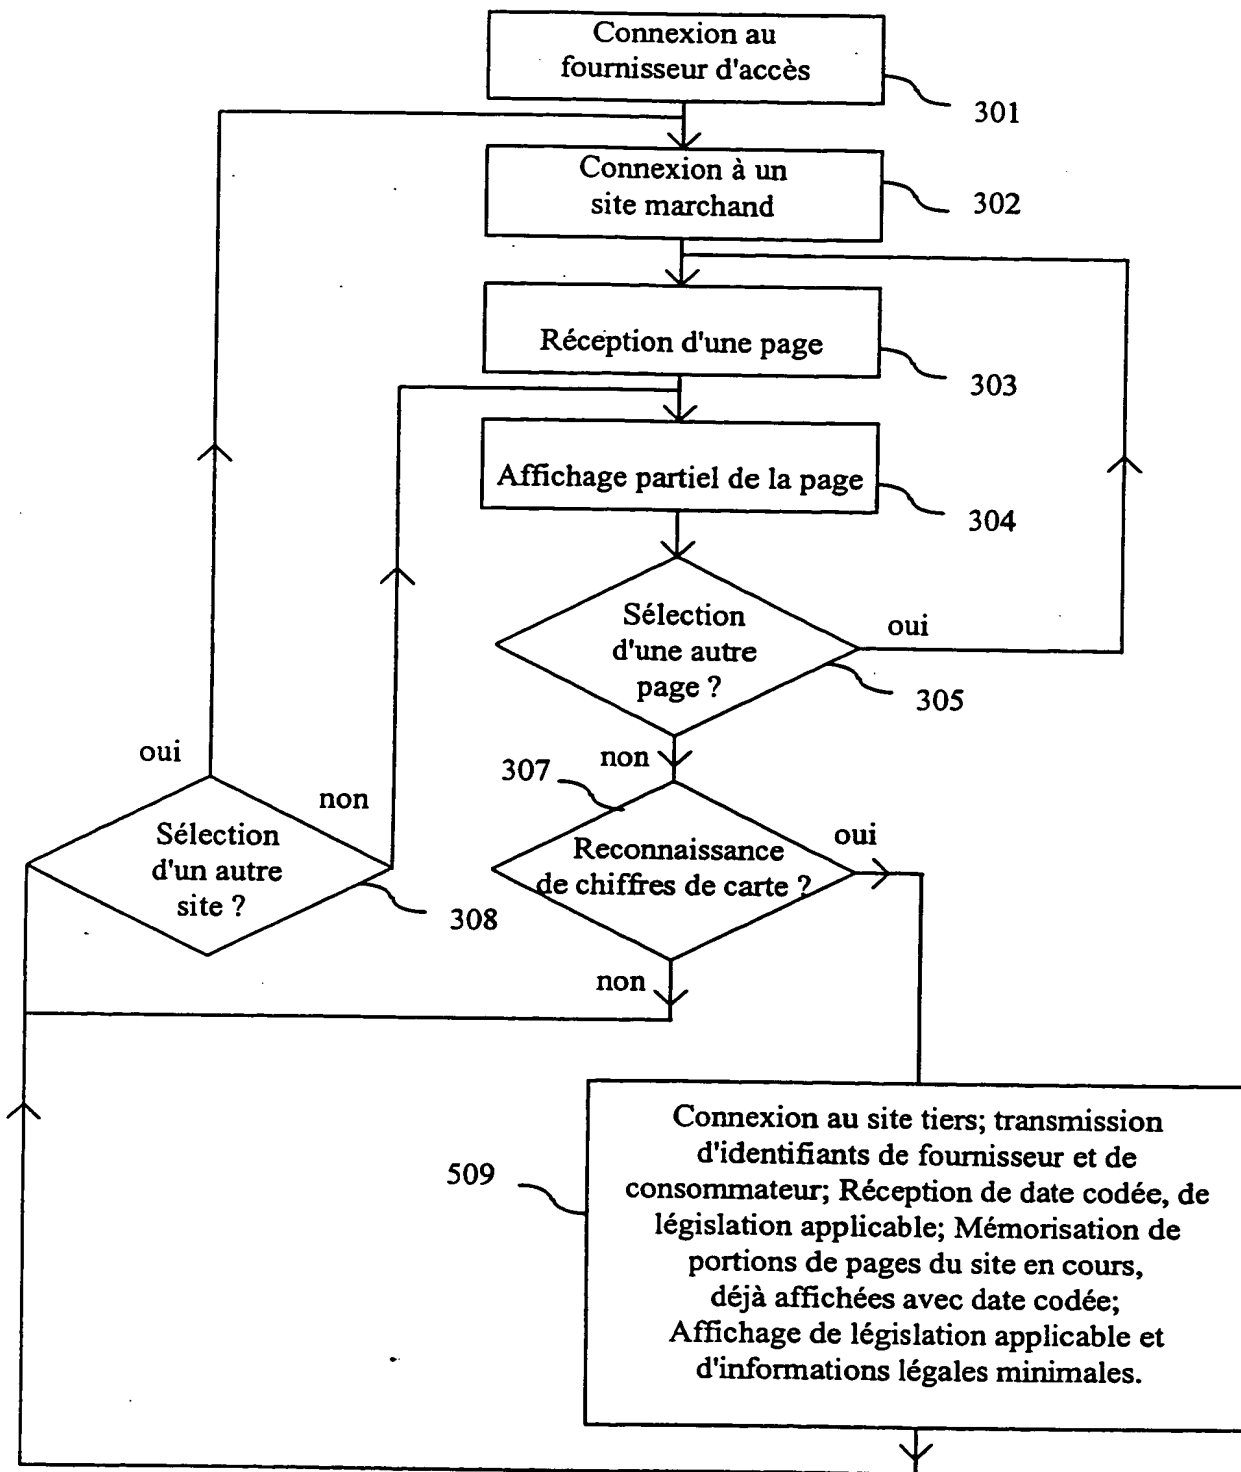 Connexion au
fournisseur d'accès
301
Connexion à un
site marchand
302
Réception d'une page
303
Affichage partiel de la page
304
Sélection
d'une autre
page ?
oui
305
non
307
Reconnaissance
de chiffres de carte ?
oui
non
oui
non
Sélection
d'un autre
site ?
308
509
Connexion au site tiers; transmission
d'identifiants de fournisseur et de
consommateur; Réception de date codée, de
législation applicable; Mémorisation de
portions de pages du site en cours,
déjà affichées avec date codée;
Affichage de législation applicable et
d'informations légales minimales.